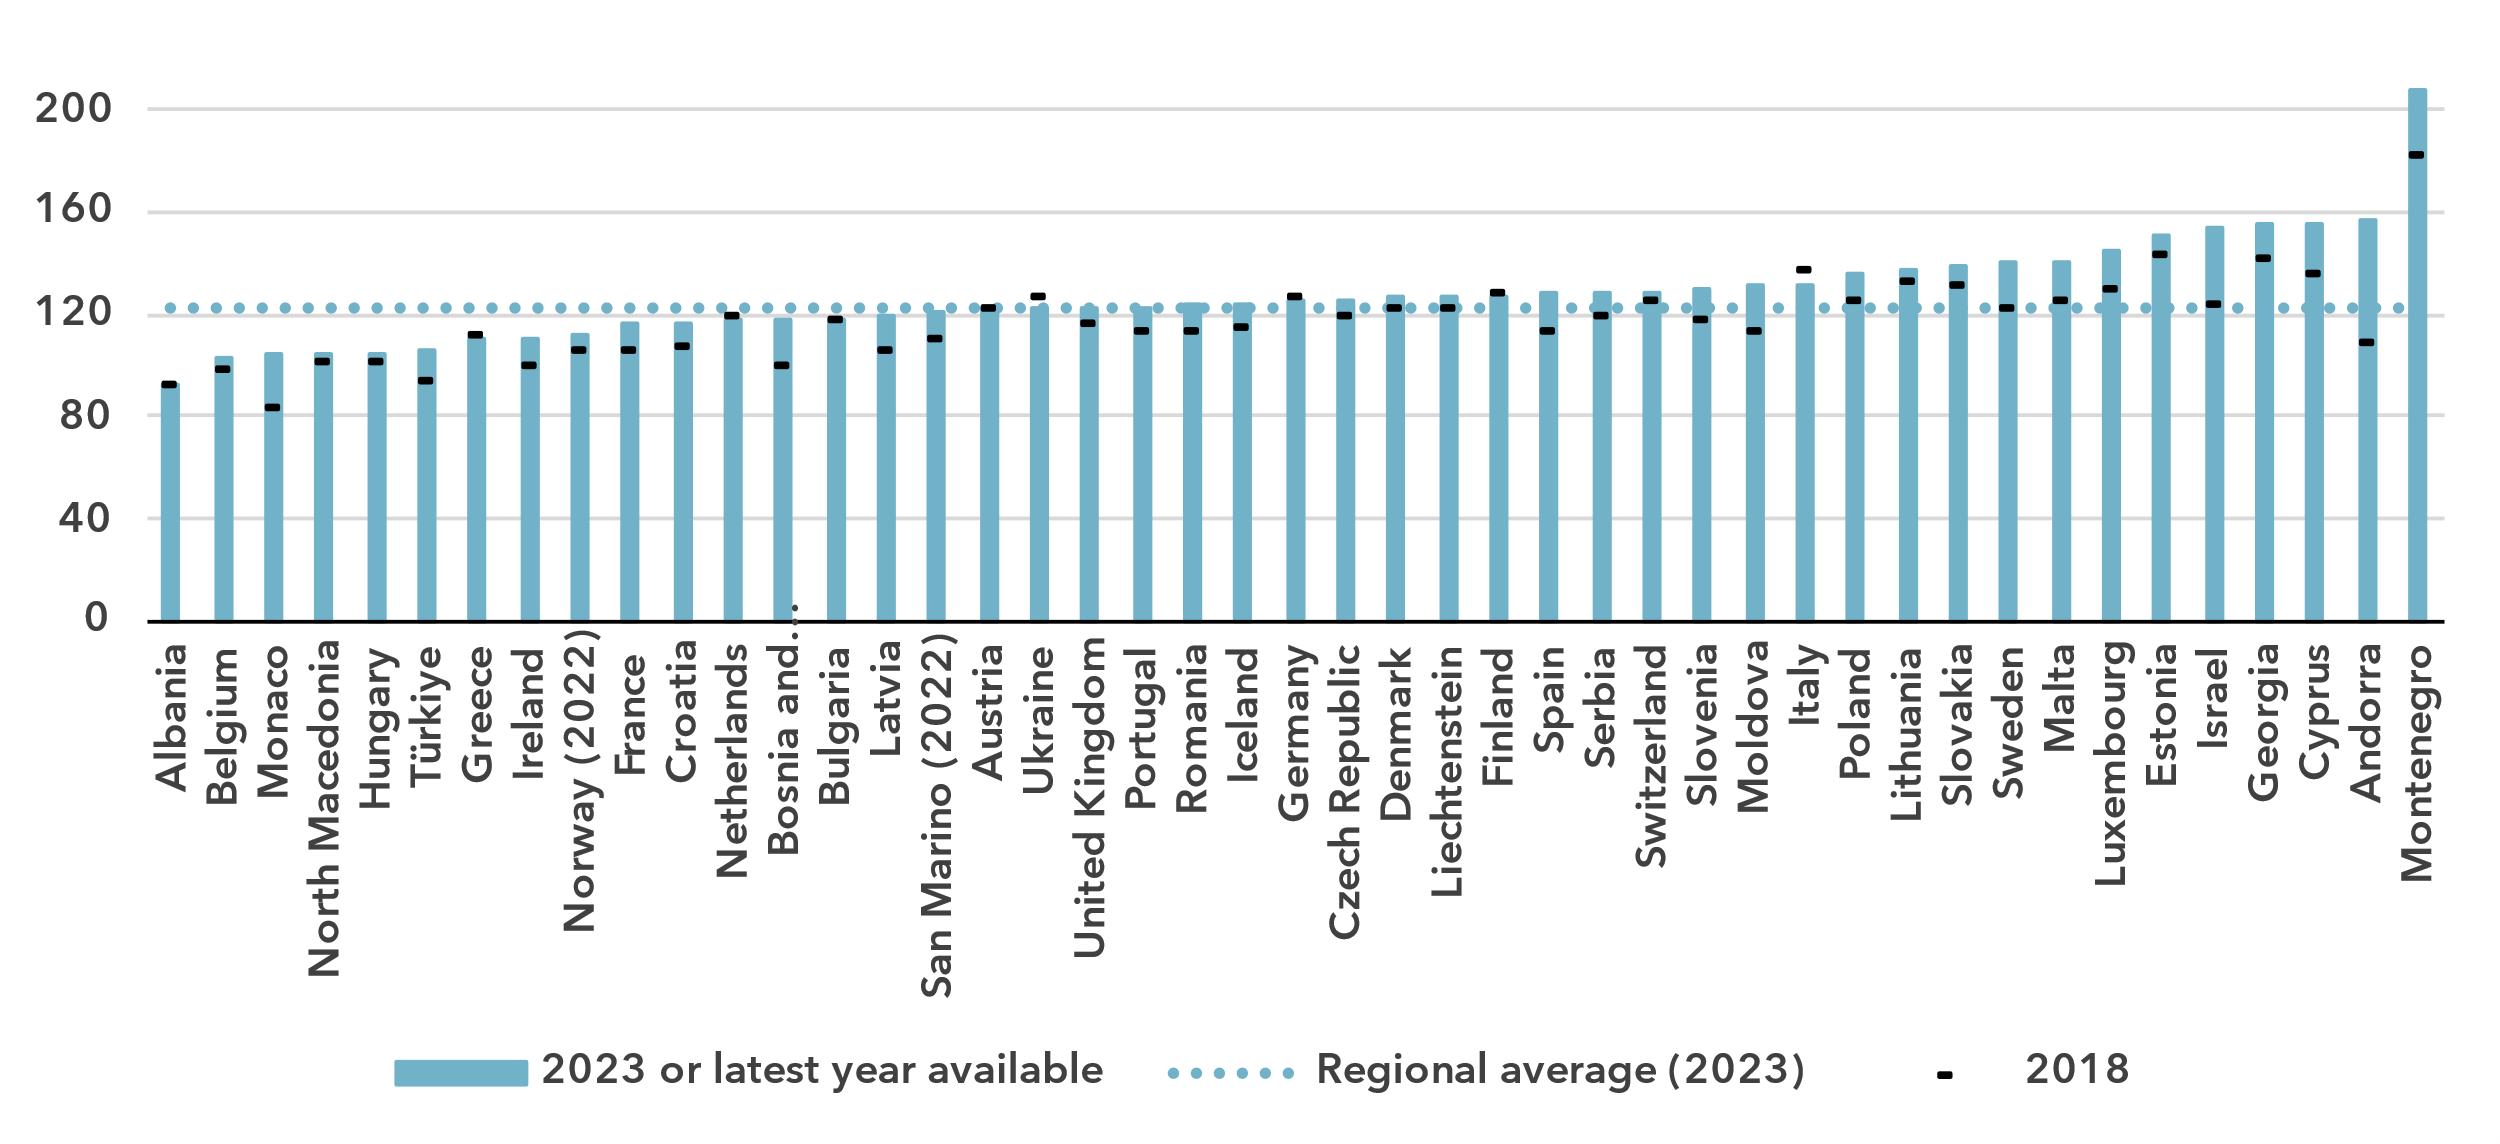 200
160
120
80
40
0
Albania
Belgium
Monaco
North Macedonia
Hungary
Türkiye
Greece
Ireland
Norway (2022)
France
Croatia
Netherlands
Bosnia and…
Bulgaria
Latvia
San Marino (2022)
Austria
Ukraine
United Kingdom
Portugal
Romania
Iceland
Germany
Czech Republic
Denmark
Liechtenstein
Finland
Spain
Serbia
Switzerland
Slovenia
Moldova
Italy
Poland
Lithuania
Slovakia
Sweden
Malta
Luxembourg
Estonia
Israel
Georgia
Cyprus
Andorra
Montenegro
2023 or latest year available
Regional average (2023)
2018